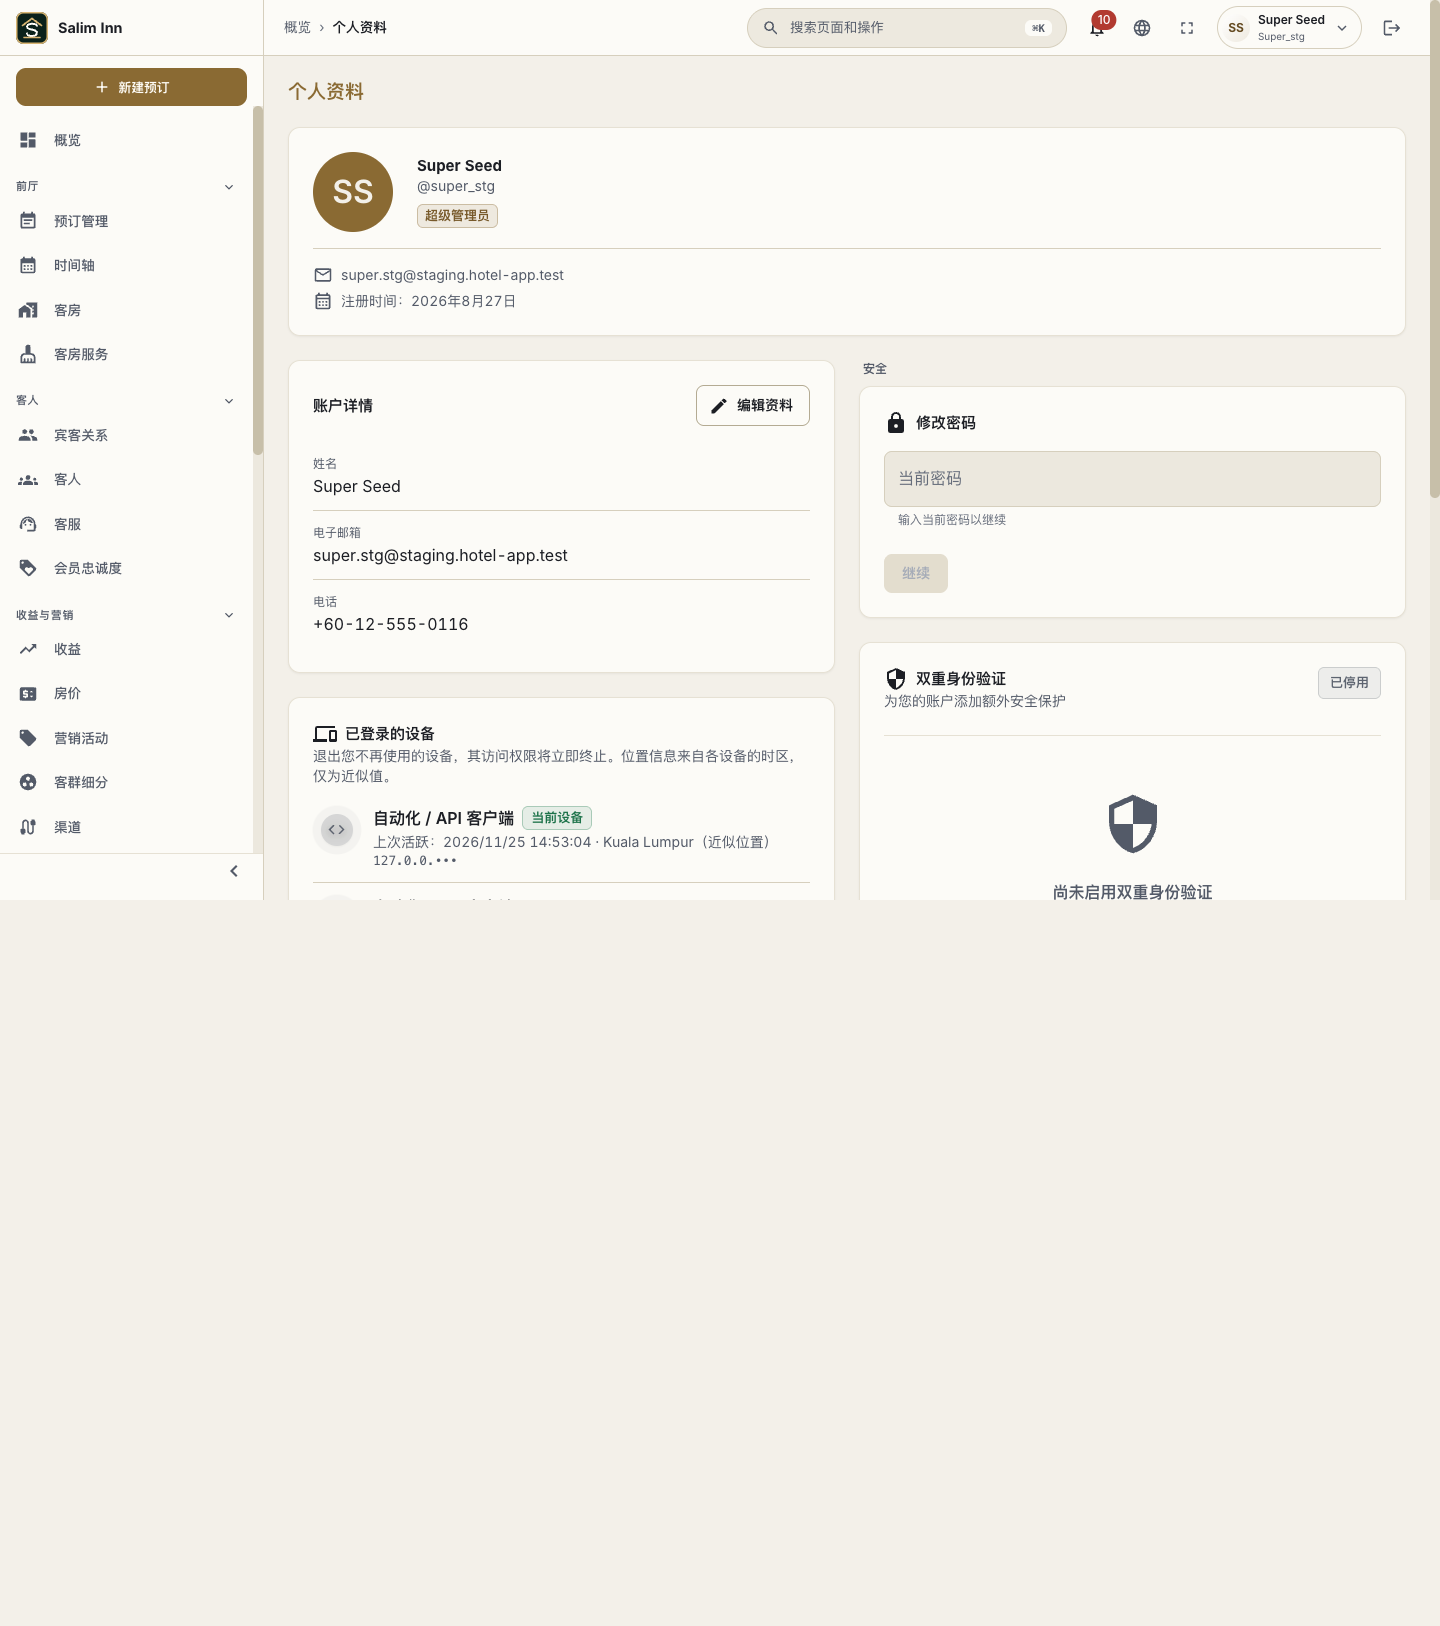 Salim Inn
概览 › 个人资料
搜索页面和操作
⌘K
10
SS
Super Seed
Super_stg
新建预订
概览
前厅
预订管理
时间轴
客房
客房服务
客人
宾客关系
客人
客服
会员忠诚度
收益与营销
收益
房价
营销活动
客群细分
渠道
个人资料
SS
Super Seed
@super_stg
超级管理员
super.stg@staging.hotel-app.test
注册时间：2026年8月27日
账户详情
编辑资料
姓名
Super Seed
电子邮箱
super.stg@staging.hotel-app.test
电话
+60-12-555-0116
已登录的设备
退出您不再使用的设备，其访问权限将立即终止。位置信息来自各设备的时区，
仅为近似值。
自动化 / API 客户端
当前设备
上次活跃：2026/11/25 14:53:04 · Kuala Lumpur（近似位置）
127.0.0.•••
安全
修改密码
当前密码
输入当前密码以继续
继续
双重身份验证
已停用
为您的账户添加额外安全保护
尚未启用双重身份验证